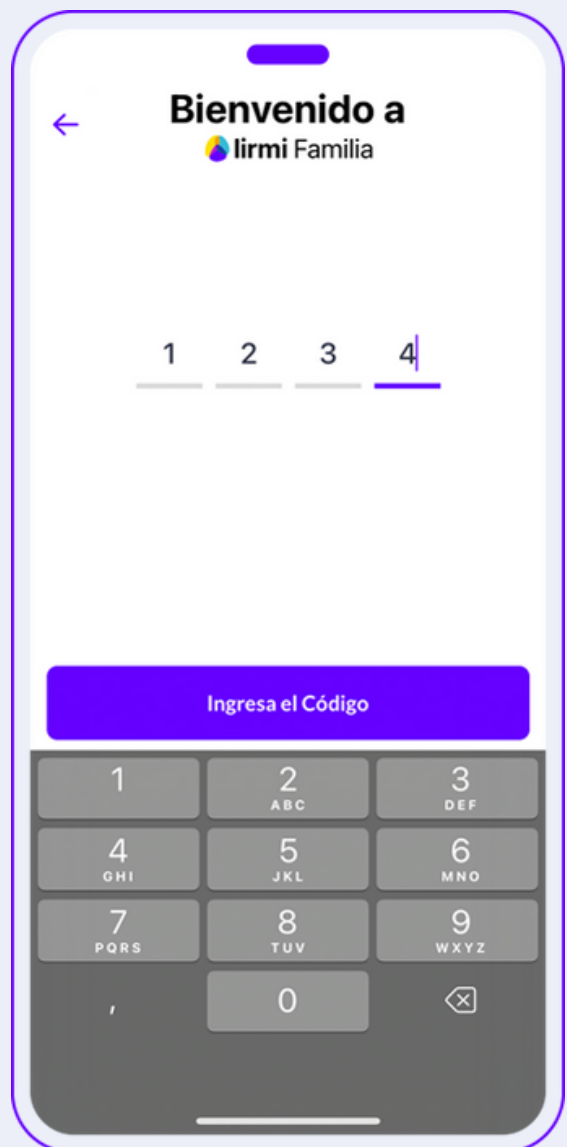 Bienvenido a
lirmi Familia
1 2 3 4
Ingresa el Código
1 2 3
ABC DEF
4 5 6
GHI JKL MNO
7 8 9
PQRS TUV WXYZ
, 0